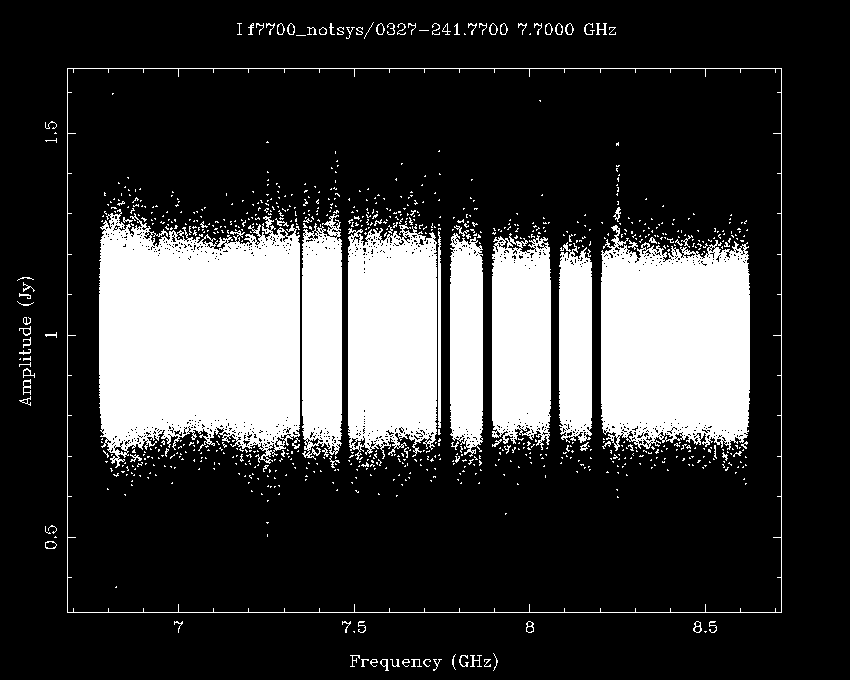 I f7700_notsys/0327-241.7700 7.7000 GHz
1.5
1
0.5
Amplitude (Jy)
7 7.5 8 8.5
Frequency (GHz)